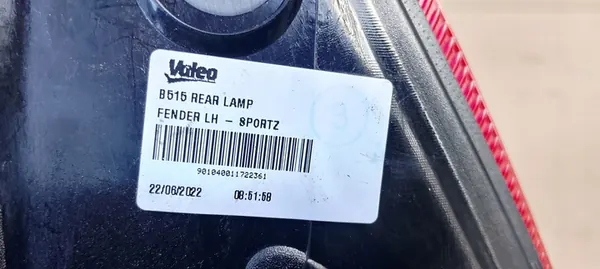 Valeo
B515 REAR LAMP
FENDER LH - SPORTZ
901040011722361
22/06/2022 08:51:58